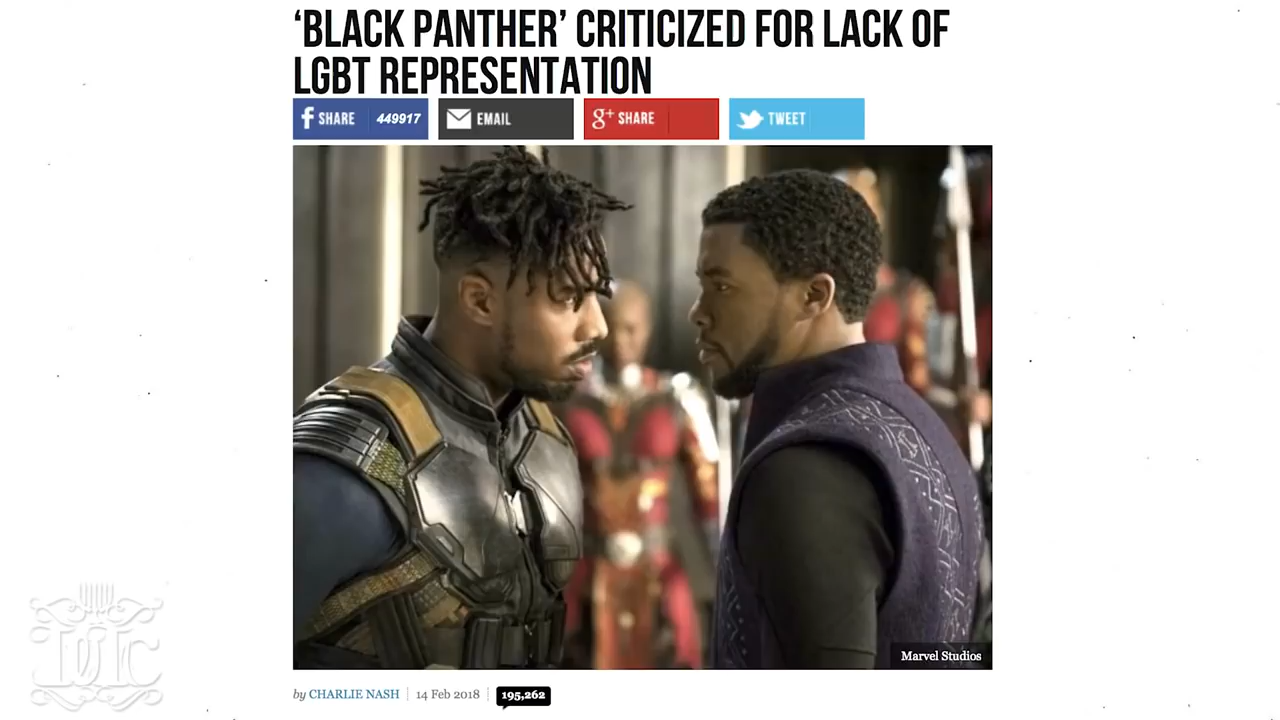 ‘BLACK PANTHER’ CRITICIZED FOR LACK OF
LGBT REPRESENTATION
f SHARE 449917 EMAIL g+ SHARE TWEET
Marvel Studios
by CHARLIE NASH | 14 Feb 2018 | 195,262